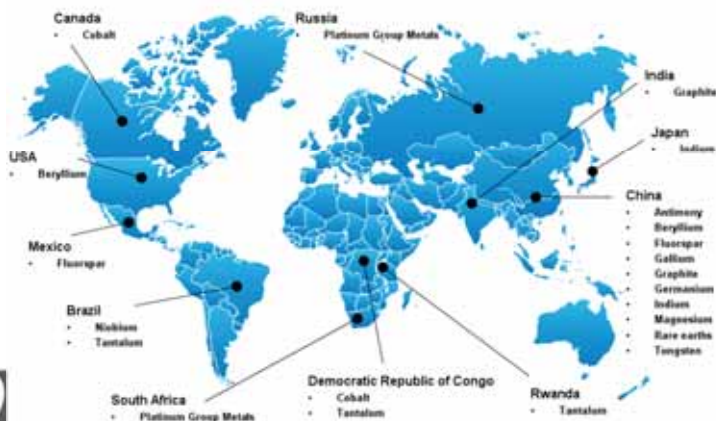 Canada
• Cobalt
Russia
• Platinum Group Metals
India
• Graphite
Japan
• Indium
USA
• Beryllium
China
• Antimony
• Beryllium
• Fluorspar
• Gallium
• Graphite
• Germanium
• Indium
• Magnesium
• Rare earths
• Tungsten
Mexico
• Fluorspar
Brazil
• Niobium
• Tantalum
South Africa
• Platinum Group Metals
Democratic Republic of Congo
• Cobalt
• Tantalum
Rwanda
• Tantalum